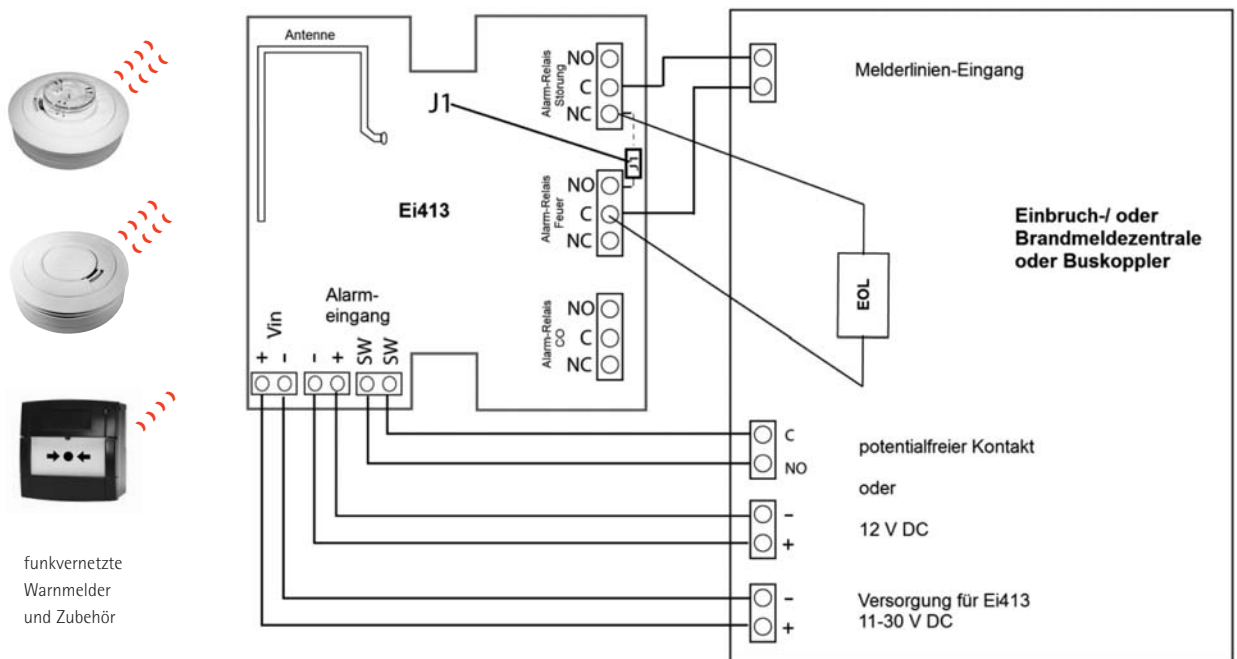 Antenne
J1
Ei413
Alarm-Relais
Störung
NO
C
NC
J1
Alarm-Relais
Feuer
NO
C
NC
Alarm-Relais
CO
NO
C
NC
Vin
+
-
Alarm-
eingang
-
+
SW
SW
Melderlinien-Eingang
Einbruch-/ oder
Brandmeldezentrale
oder Buskoppler
EOL
C
NO
potentialfreier Kontakt
oder
-
+
12 V DC
-
+
Versorgung für Ei413
11-30 V DC
funkvernetzte
Warnmelder
und Zubehör